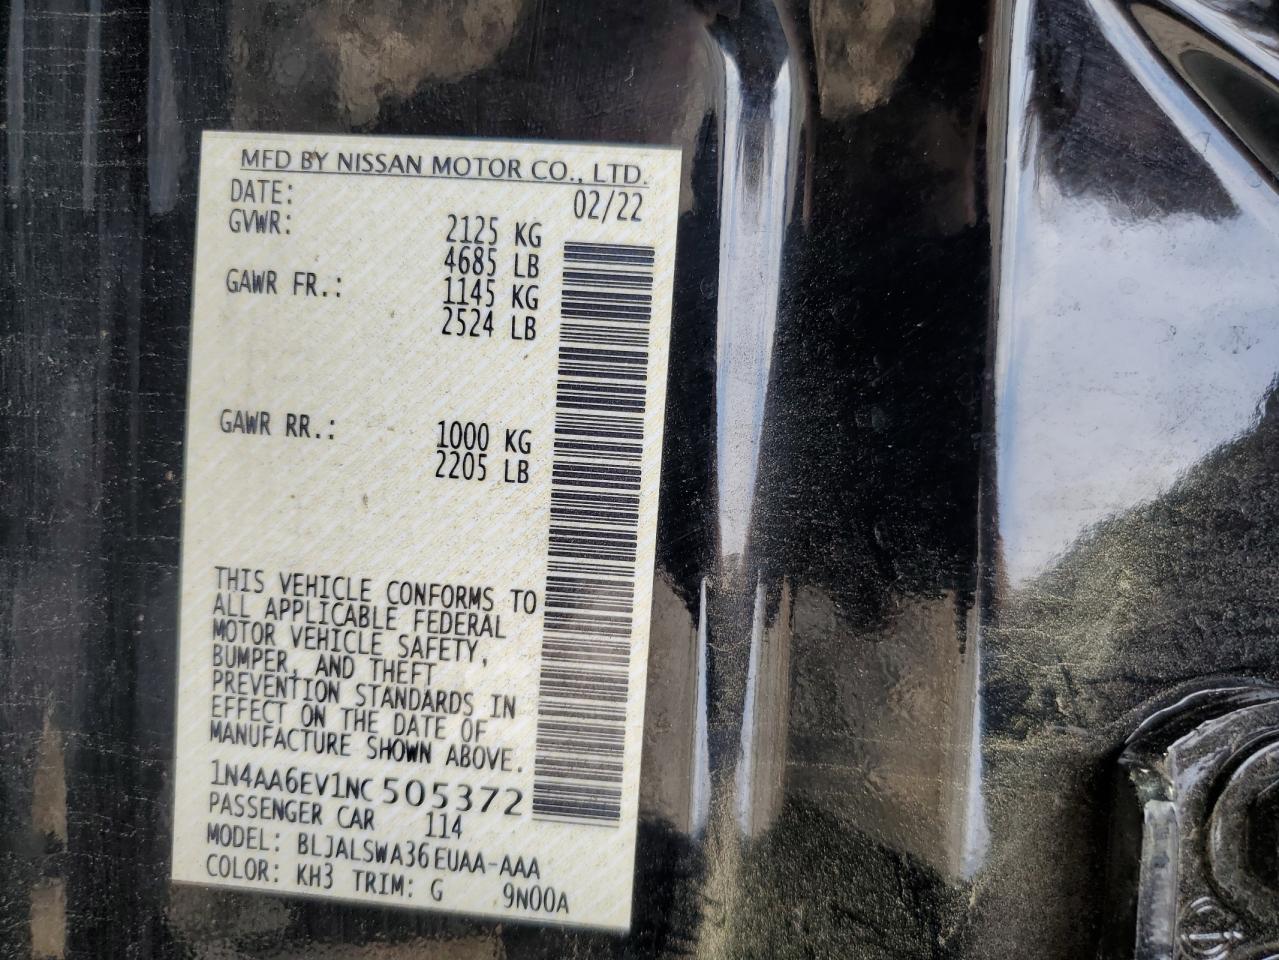 MFD BY NISSAN MOTOR CO., LTD.
DATE: 02/22
GVWR: 2125 KG
4685 LB
GAWR FR.: 1145 KG
2524 LB
GAWR RR.: 1000 KG
2205 LB
THIS VEHICLE CONFORMS TO
ALL APPLICABLE FEDERAL
MOTOR VEHICLE SAFETY,
BUMPER, AND THEFT
PREVENTION STANDARDS IN
EFFECT ON THE DATE OF
MANUFACTURE SHOWN ABOVE.
1N4AA6EV1NC505372
PASSENGER CAR 114
MODEL: BLJALSWA36EUAA-AAA
COLOR: KH3 TRIM: G 9N00A